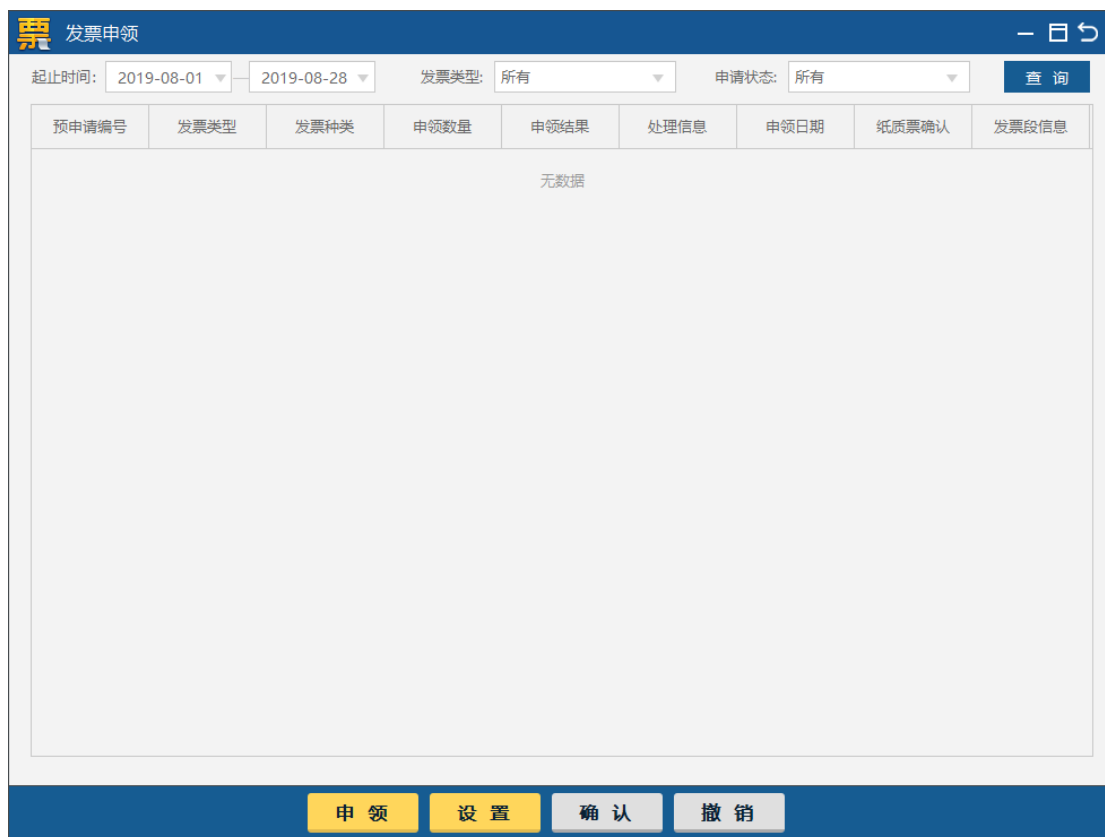 票 发票申领
起止时间: 2019-08-01 — 2019-08-28 发票类型: 所有 申请状态: 所有 查 询
预申请编号 发票类型 发票种类 申领数量 申领结果 处理信息 申领日期 纸质票确认 发票段信息
无数据
申 领 设 置 确 认 撤 销